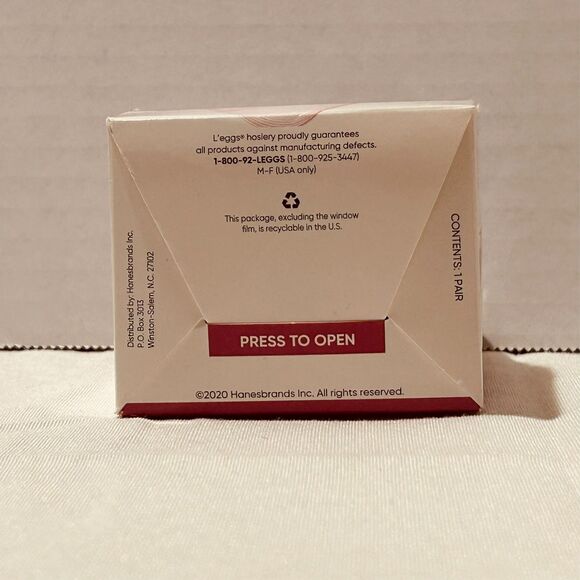 L'eggs® hosiery proudly guarantees
all products against manufacturing defects.
1-800-92-LEGGS (1-800-925-3447)
M-F (USA only)
This package, excluding the window
film, is recyclable in the U.S.
Distributed by: Hanesbrands Inc.
P.O. Box 3013
Winston-Salem, N.C. 27102
CONTENTS: 1 PAIR
PRESS TO OPEN
©2020 Hanesbrands Inc. All rights reserved.